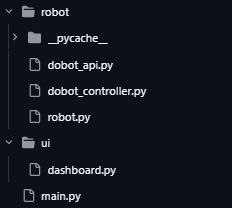 robot
__pycache__
dobot_api.py
dobot_controller.py
robot.py
ui
dashboard.py
main.py